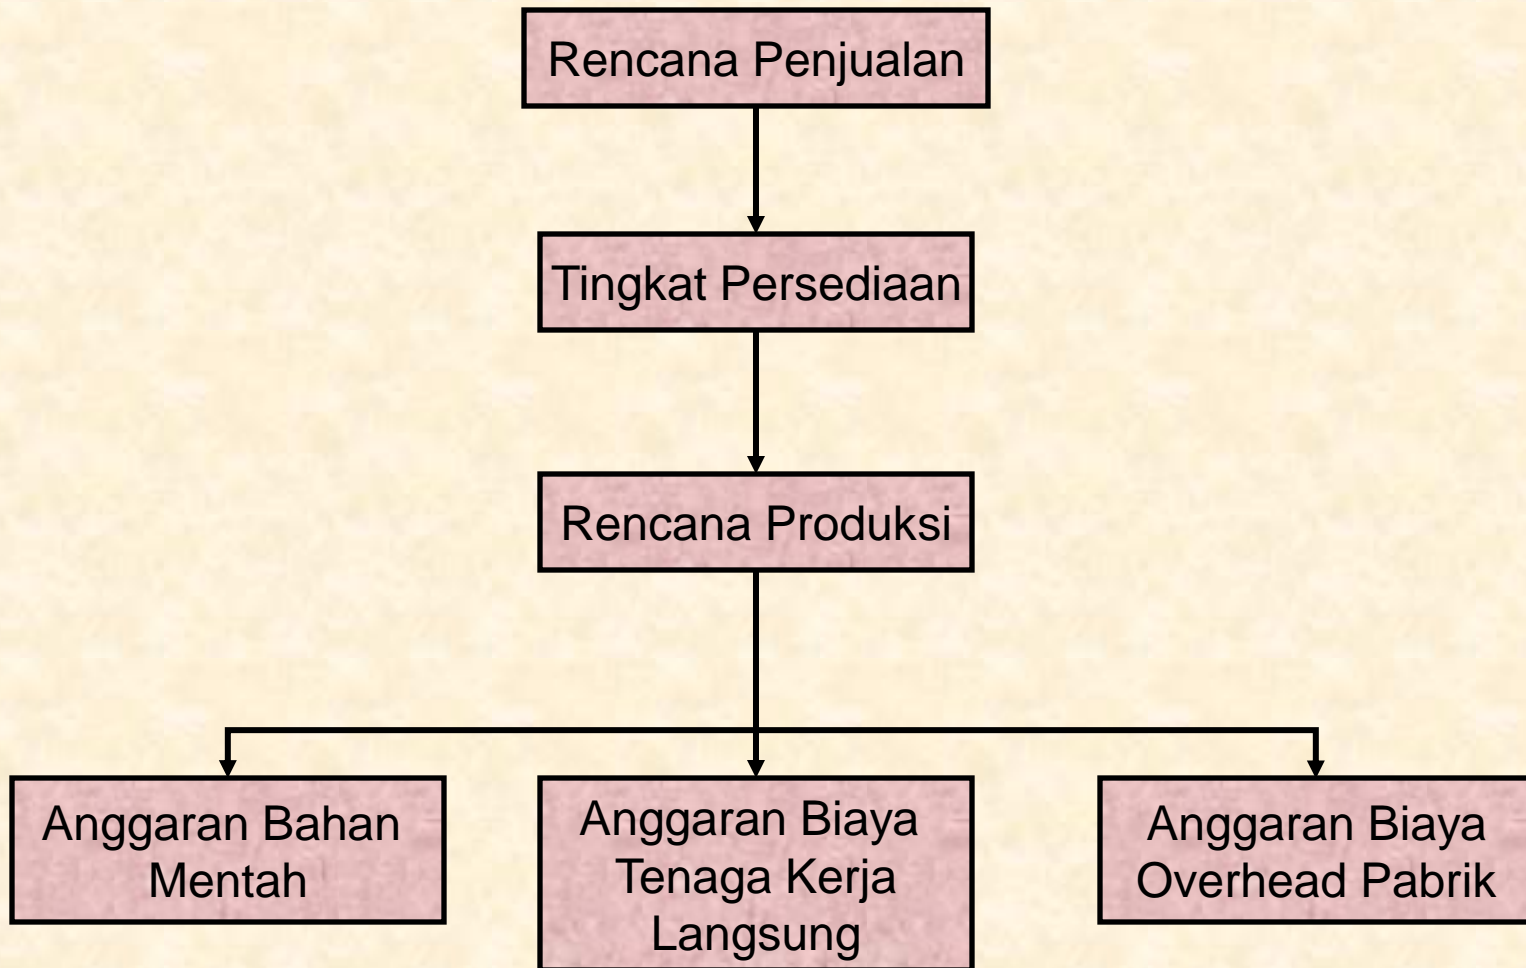 Rencana Penjualan
Tingkat Persediaan
Rencana Produksi
Anggaran Bahan
Mentah
Anggaran Biaya
Tenaga Kerja
Langsung
Anggaran Biaya
Overhead Pabrik